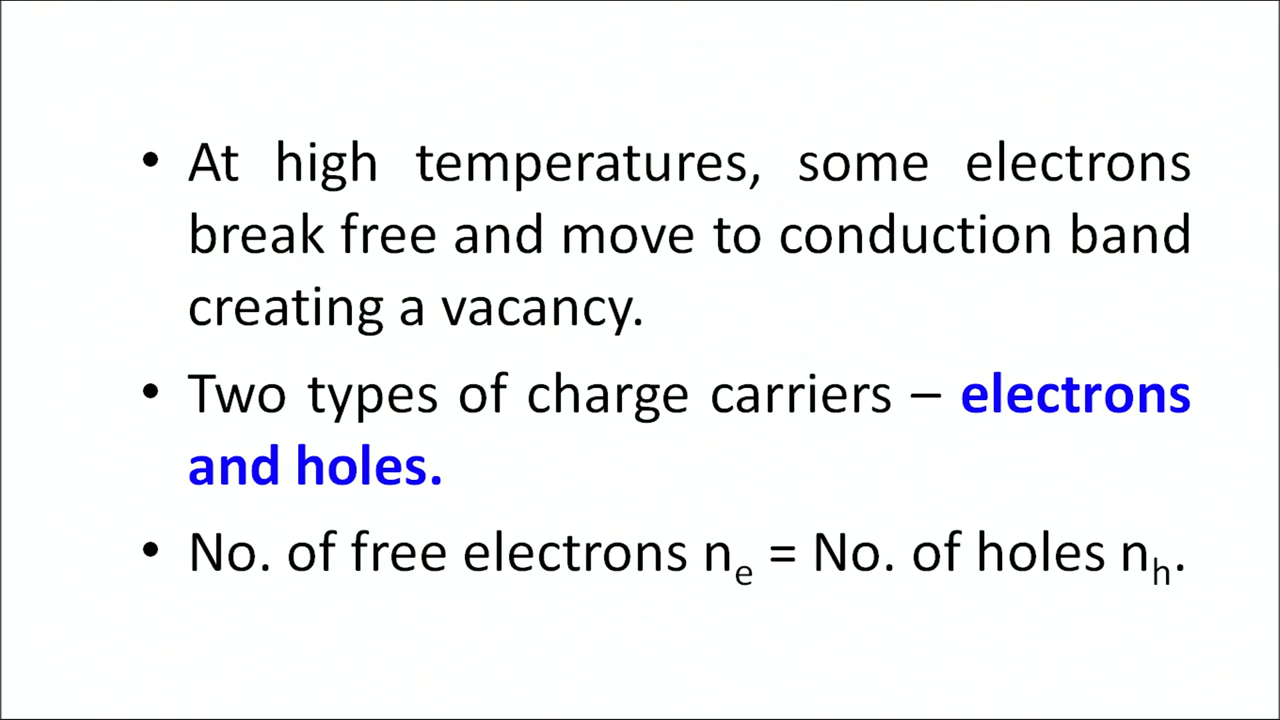 • At high temperatures, some electrons
break free and move to conduction band
creating a vacancy.
• Two types of charge carriers – electrons
and holes.
• No. of free electrons nₑ = No. of holes nₕ.